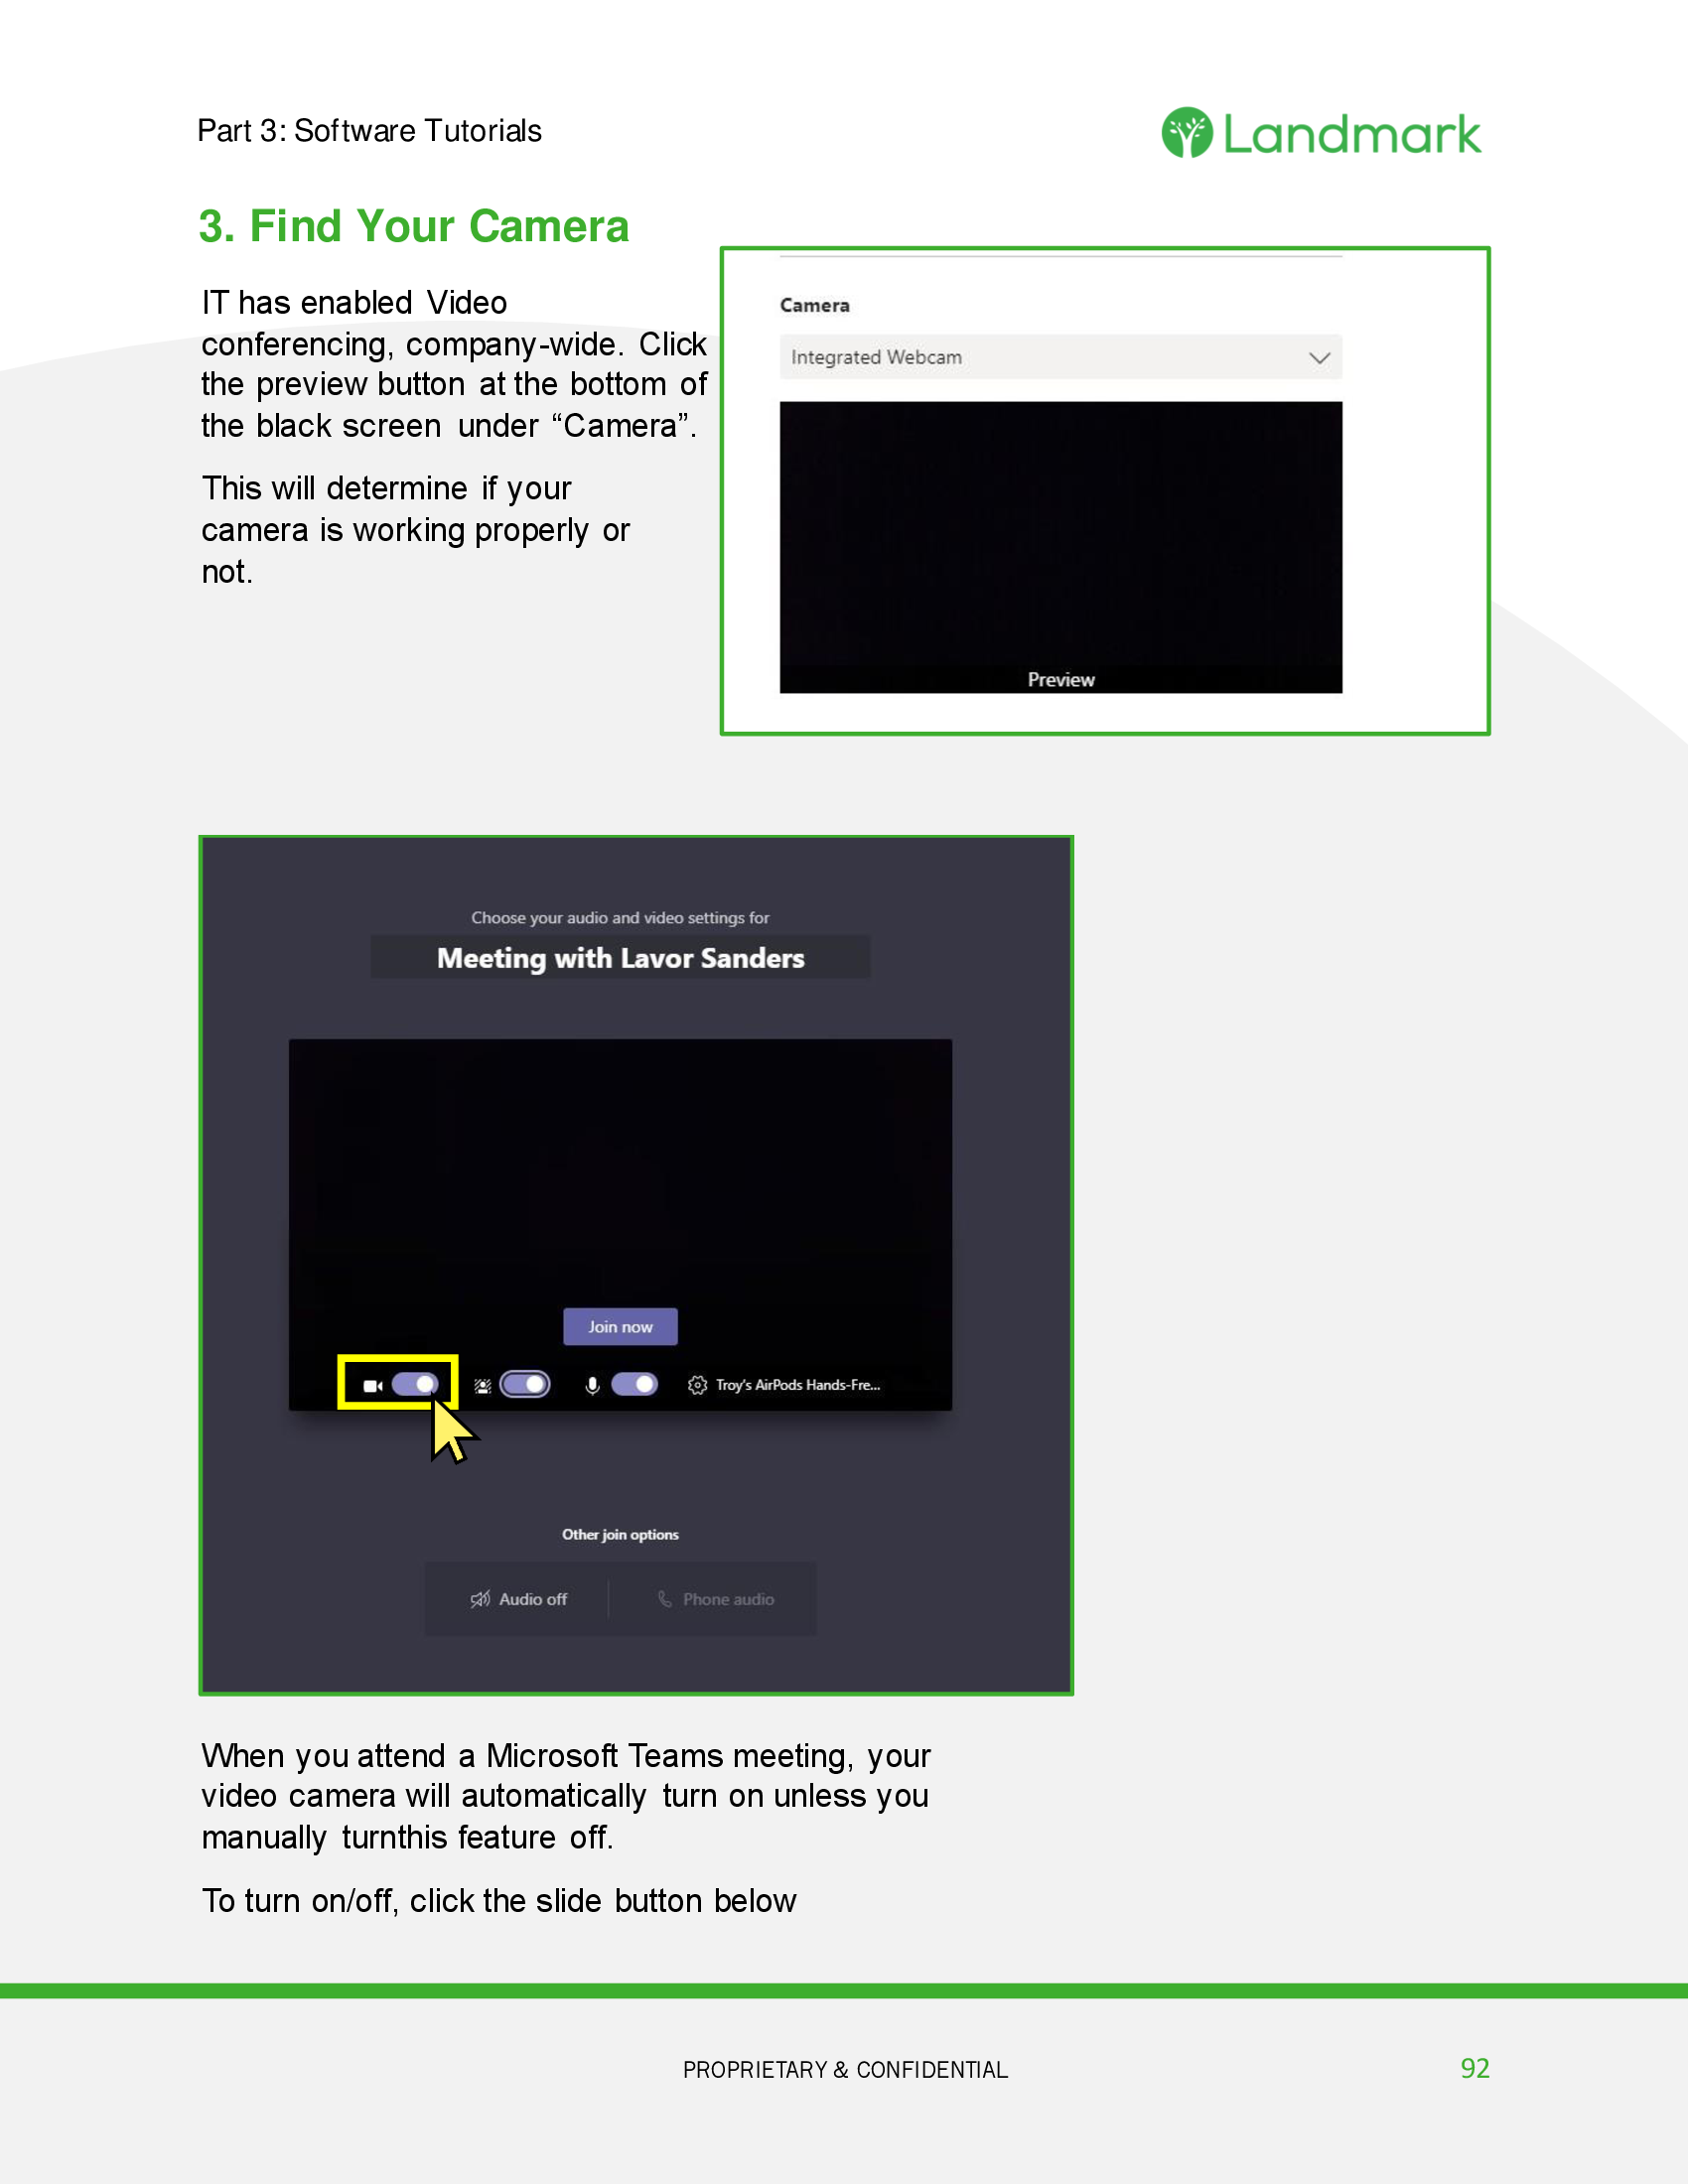 Part 3: Software Tutorials
Landmark
3. Find Your Camera
IT has enabled Video
conferencing, company-wide. Click
the preview button at the bottom of
the black screen under “Camera”.
This will determine if your
camera is working properly or
not.
Camera
Integrated Webcam
Preview
Choose your audio and video settings for
Meeting with Lavor Sanders
Join now
Troy's AirPods Hands-Fre...
Other join options
Audio off
Phone audio
When you attend a Microsoft Teams meeting, your
video camera will automatically turn on unless you
manually turnthis feature off.
To turn on/off, click the slide button below
PROPRIETARY & CONFIDENTIAL
92